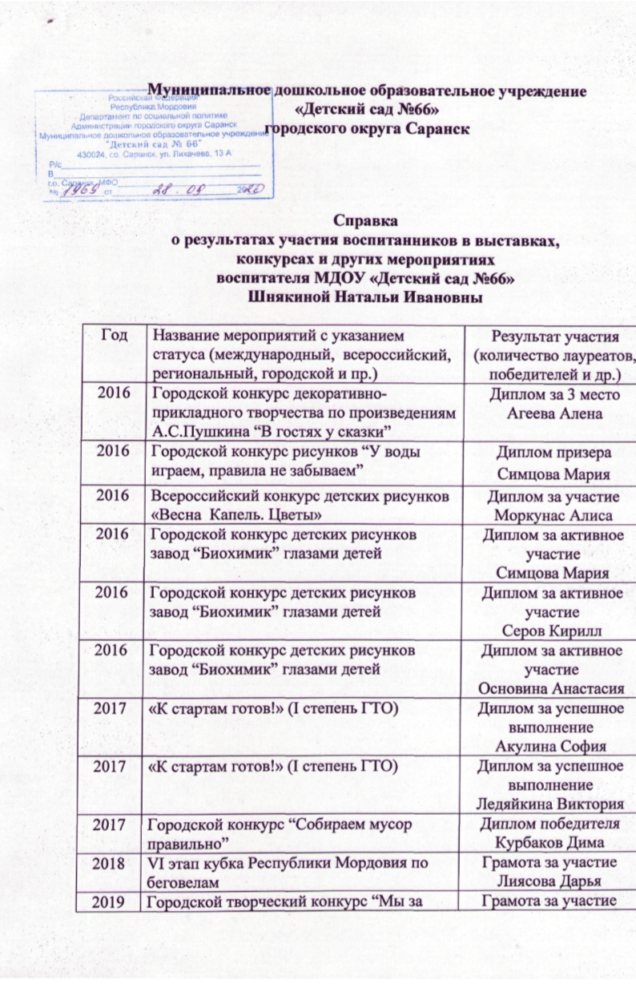 Муниципальное дошкольное образовательное учреждение
«Детский сад №66»
городского округа Саранск
Российская Федерация
Республика Мордовия
Департамент по социальной политике
Администрации городского округа Саранск
Муниципальное дошкольное образовательное учреждение
"Детский сад № 66"
430024, г.о. Саранск, ул. Лихачева, 13 А
Р/с
В
г.о. Саранск, МФО
№ 1969 от 28.09 2020
Справка
о результатах участия воспитанников в выставках,
конкурсах и других мероприятиях
воспитателя МДОУ «Детский сад №66»
Шнякиной Натальи Ивановны
Год
Название мероприятий с указанием
статуса (международный, всероссийский,
региональный, городской и пр.)
Результат участия
(количество лауреатов,
победителей и др.)
2016
Городской конкурс декоративно-
прикладного творчества по произведениям
А.С.Пушкина “В гостях у сказки”
Диплом за 3 место
Агеева Алена
2016
Городской конкурс рисунков “У воды
играем, правила не забываем”
Диплом призера
Симцова Мария
2016
Всероссийский конкурс детских рисунков
«Весна Капель. Цветы»
Диплом за участие
Моркунас Алиса
2016
Городской конкурс детских рисунков
завод “Биохимик” глазами детей
Диплом за активное
участие
Симцова Мария
2016
Городской конкурс детских рисунков
завод “Биохимик” глазами детей
Диплом за активное
участие
Серов Кирилл
2016
Городской конкурс детских рисунков
завод “Биохимик” глазами детей
Диплом за активное
участие
Основина Анастасия
2017
«К стартам готов!» (I степень ГТО)
Диплом за успешное
выполнение
Акулина София
2017
«К стартам готов!» (I степень ГТО)
Диплом за успешное
выполнение
Ледяйкина Виктория
2017
Городской конкурс “Собираем мусор
правильно”
Диплом победителя
Курбаков Дима
2018
VI этап кубка Республики Мордовия по
беговелам
Грамота за участие
Лиясова Дарья
2019
Городской творческий конкурс “Мы за
Грамота за участие